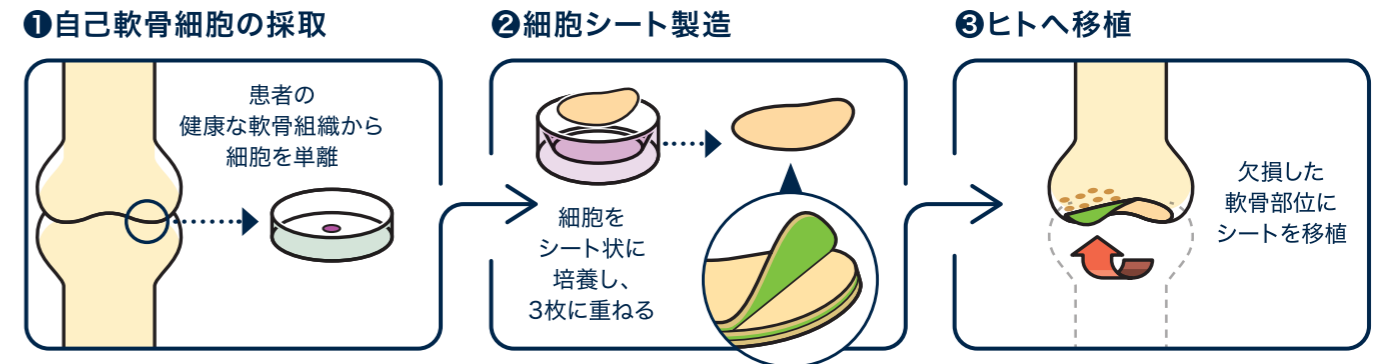 ❶自己軟骨細胞の採取
患者の
健康な軟骨組織から
細胞を単離
❷細胞シート製造
細胞を
シート状に
培養し、
3枚に重ねる
❸ヒトへ移植
欠損した
軟骨部位に
シートを移植